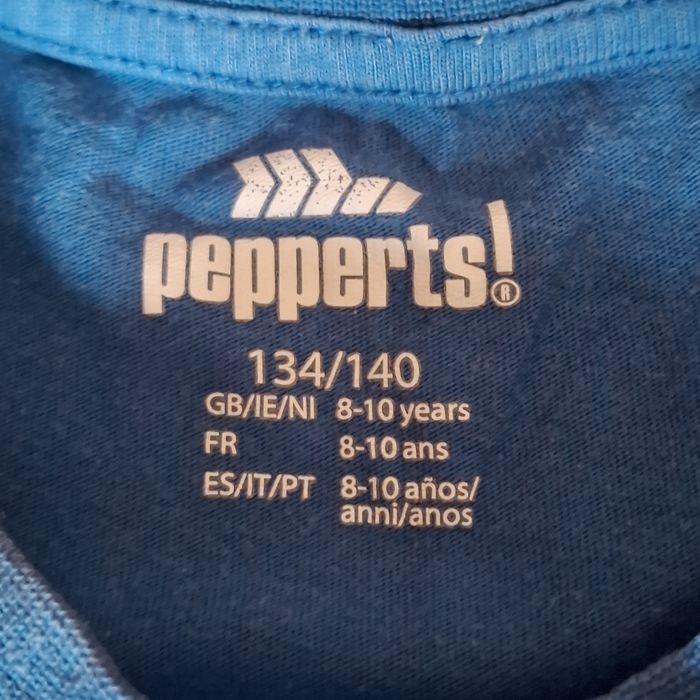 pepperts!®
134/140
GB/IE/NI 8-10 years
FR 8-10 ans
ES/IT/PT 8-10 años/
anni/anos